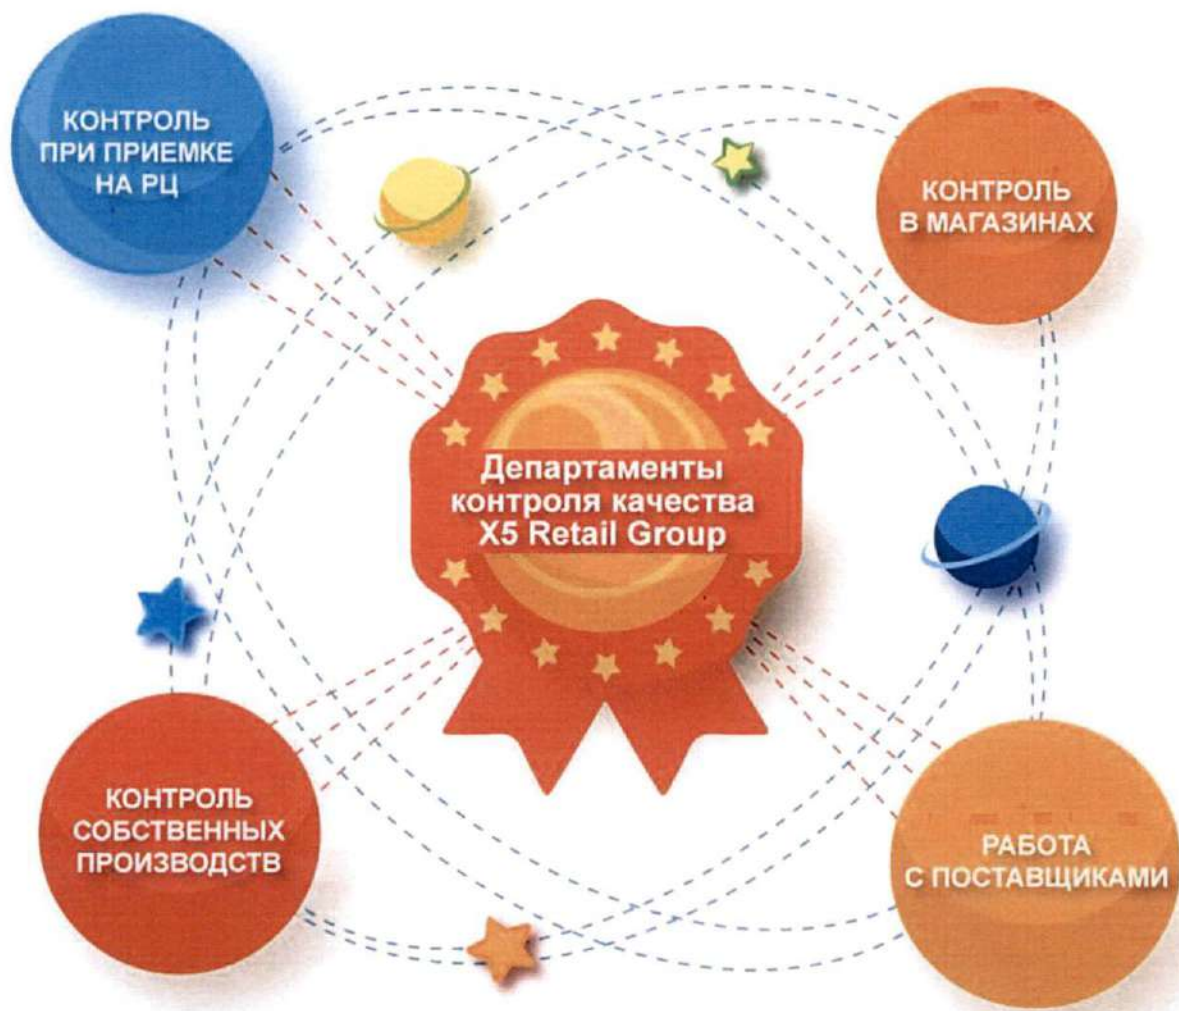 КОНТРОЛЬ
ПРИ ПРИЕМКЕ
НА РЦ
КОНТРОЛЬ
В МАГАЗИНАХ
Департаменты
контроля качества
X5 Retail Group
КОНТРОЛЬ
СОБСТВЕННЫХ
ПРОИЗВОДСТВ
РАБОТА
С ПОСТАВЩИКАМИ